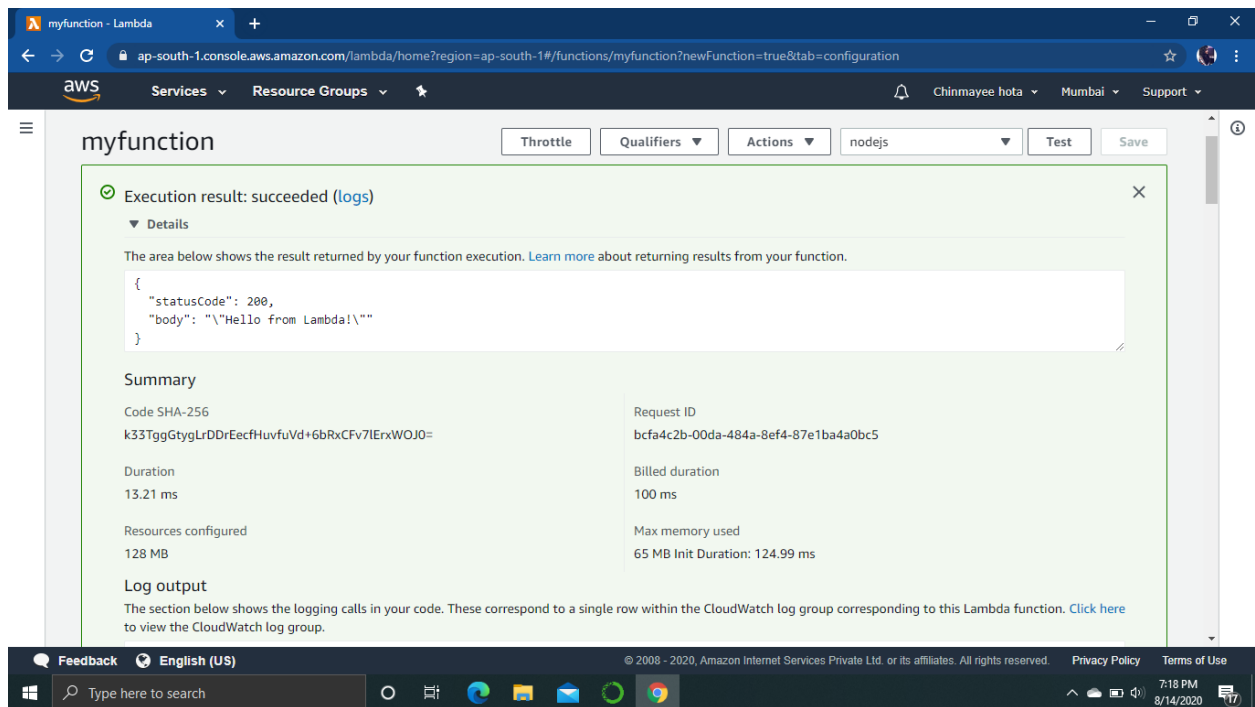 myfunction - Lambda
ap-south-1.console.aws.amazon.com/lambda/home?region=ap-south-1#/functions/myfunction?newFunction=true&tab=configuration
aws Services Resource Groups Chinmayee hota Mumbai Support
myfunction Throttle Qualifiers Actions nodejs Test Save
Execution result: succeeded (logs)
Details
The area below shows the result returned by your function execution. Learn more about returning results from your function.
{
"statusCode": 200,
"body": "\"Hello from Lambda!\""
}
Summary
Code SHA-256 Request ID
k33TggGtygLrDDrEecfHuvfuVd+6bRxCFv7lErxWOJ0= bcfa4c2b-00da-484a-8ef4-87e1ba4a0bc5
Duration Billed duration
13.21 ms 100 ms
Resources configured Max memory used
128 MB 65 MB Init Duration: 124.99 ms
Log output
The section below shows the logging calls in your code. These correspond to a single row within the CloudWatch log group corresponding to this Lambda function. Click here
to view the CloudWatch log group.
Feedback English (US) © 2008 - 2020, Amazon Internet Services Private Ltd. or its affiliates. All rights reserved. Privacy Policy Terms of Use
Type here to search 7:18 PM
8/14/2020 17